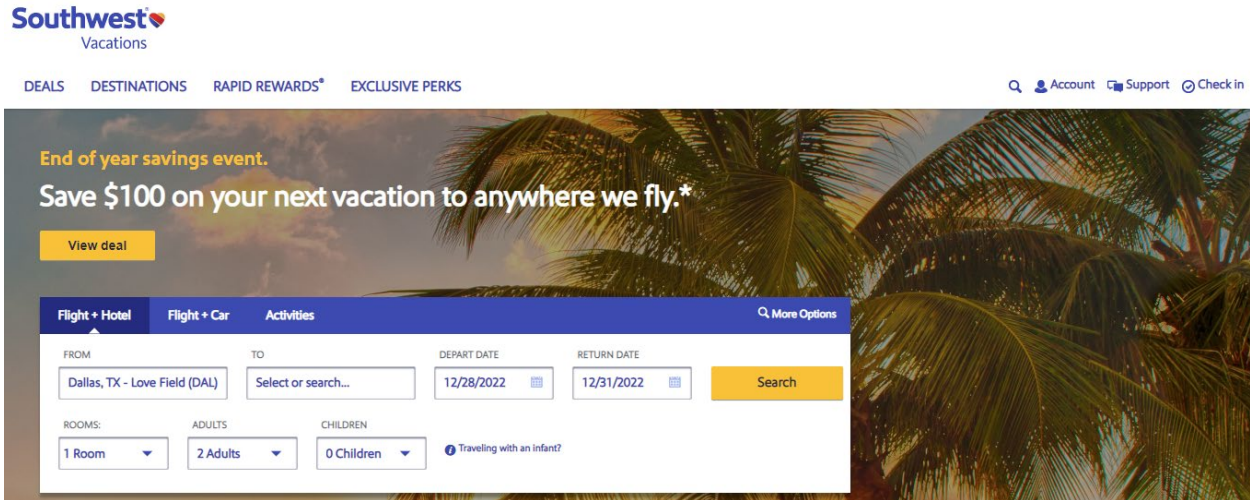 Southwest
Vacations
DEALS DESTINATIONS RAPID REWARDS® EXCLUSIVE PERKS Account Support Check in
End of year savings event.
Save $100 on your next vacation to anywhere we fly.*
View deal
Flight + Hotel Flight + Car Activities More Options
FROM TO DEPART DATE RETURN DATE
Dallas, TX - Love Field (DAL) Select or search... 12/28/2022 12/31/2022 Search
ROOMS: ADULTS CHILDREN
1 Room 2 Adults 0 Children Traveling with an infant?